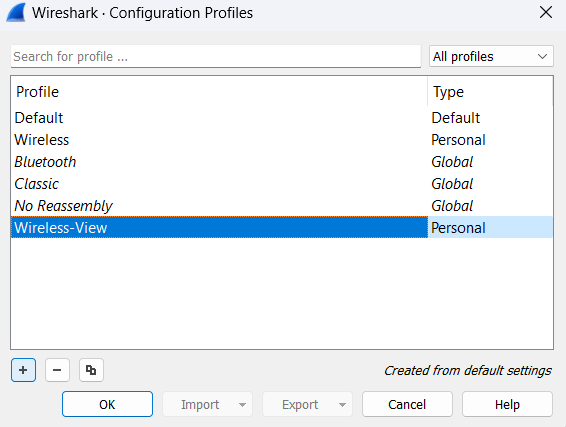 Wireshark · Configuration Profiles
Search for profile ... All profiles
Profile Type
Default Default
Wireless Personal
Bluetooth Global
Classic Global
No Reassembly Global
Wireless-View Personal
Created from default settings
OK Import Export Cancel Help